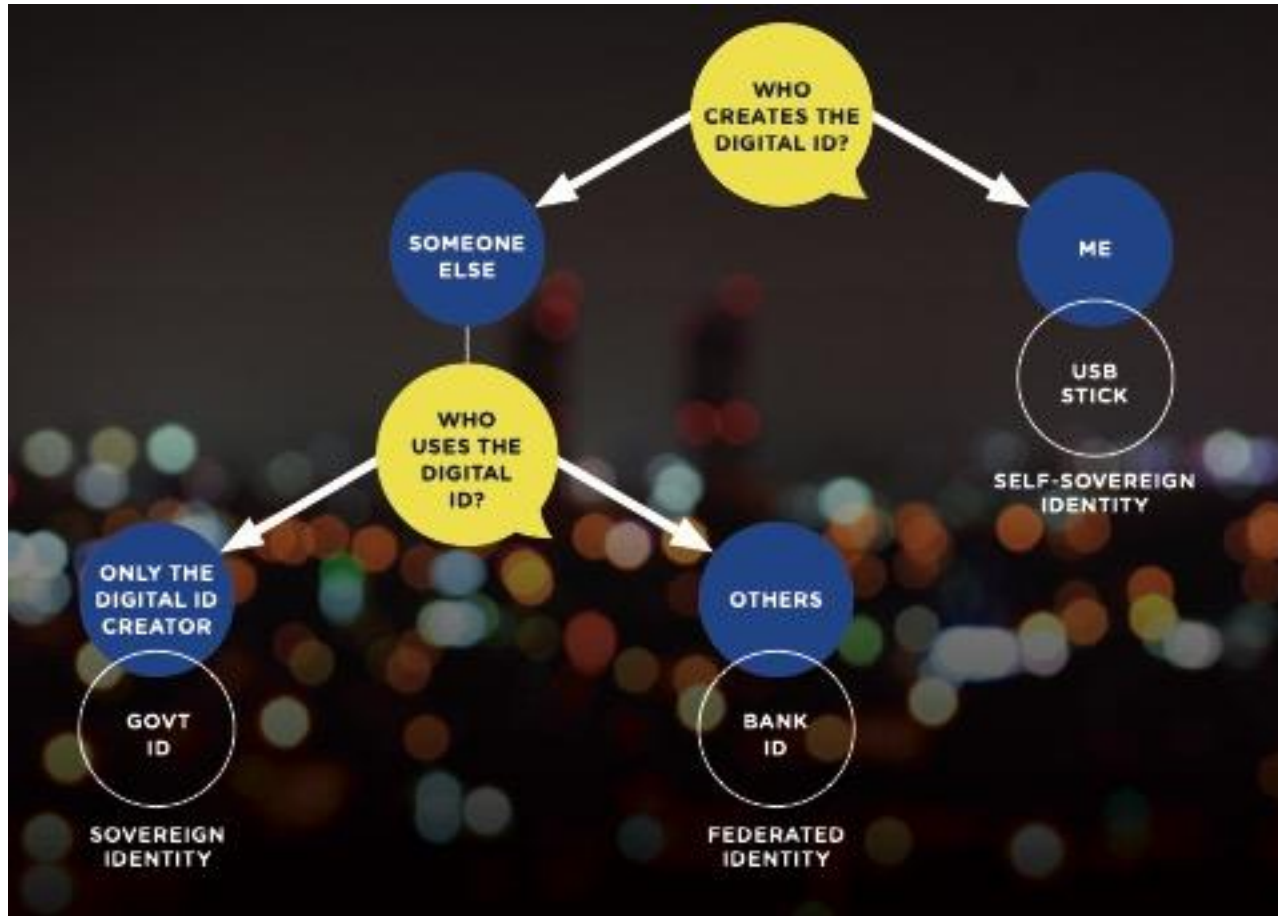 WHO
CREATES THE
DIGITAL ID?
SOMEONE
ELSE
ME
USB
STICK
SELF-SOVEREIGN
IDENTITY
WHO
USES THE
DIGITAL
ID?
ONLY THE
DIGITAL ID
CREATOR
GOVT
ID
SOVEREIGN
IDENTITY
OTHERS
BANK
ID
FEDERATED
IDENTITY